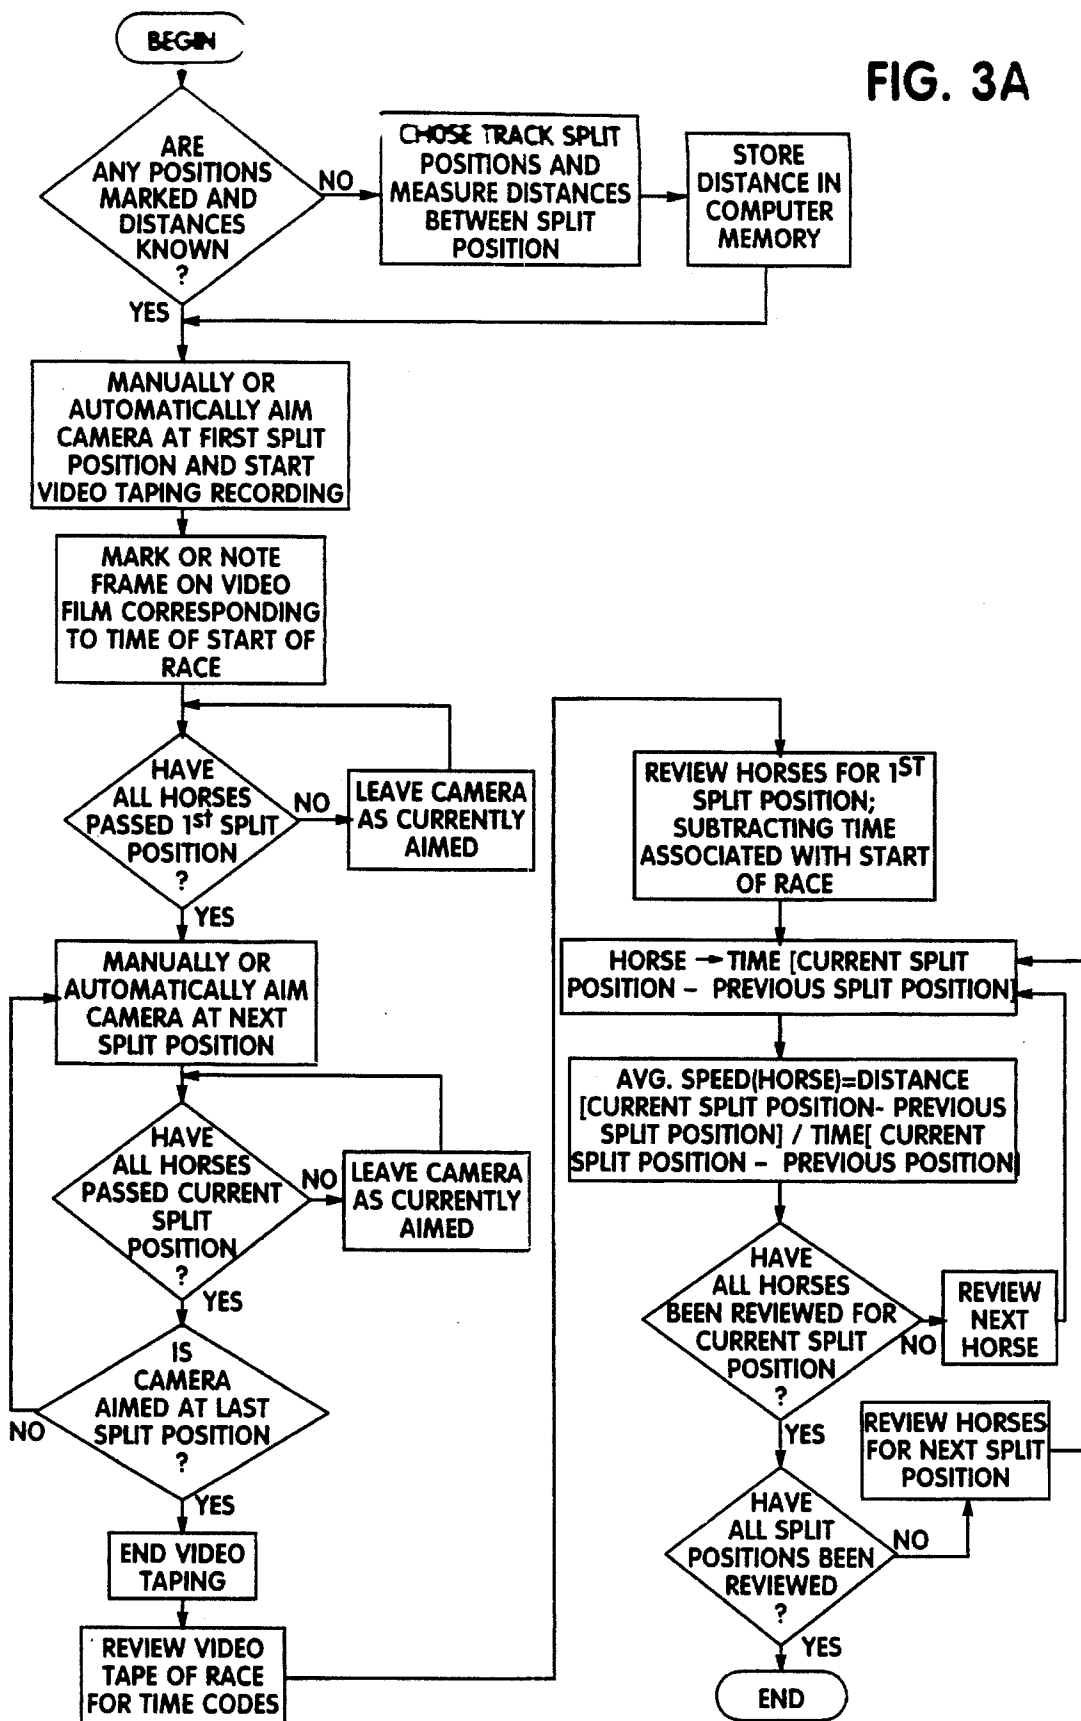 FIG. 3A
BEGIN
ARE
ANY POSITIONS
MARKED AND
DISTANCES
KNOWN
?
NO
YES
CHOSE TRACK SPLIT
POSITIONS AND
MEASURE DISTANCES
BETWEEN SPLIT
POSITION
STORE
DISTANCE IN
COMPUTER
MEMORY
MANUALLY OR
AUTOMATICALLY AIM
CAMERA AT FIRST SPLIT
POSITION AND START
VIDEO TAPING RECORDING
MARK OR NOTE
FRAME ON VIDEO
FILM CORRESPONDING
TO TIME OF START OF
RACE
HAVE
ALL HORSES
PASSED 1st SPLIT
POSITION
?
NO
YES
LEAVE CAMERA
AS CURRENTLY
AIMED
MANUALLY OR
AUTOMATICALLY AIM
CAMERA AT NEXT
SPLIT POSITION
HAVE
ALL HORSES
PASSED CURRENT
SPLIT
POSITION
?
NO
YES
LEAVE CAMERA
AS CURRENTLY
AIMED
IS
CAMERA
AIMED AT LAST
SPLIT POSITION
?
NO
YES
END VIDEO
TAPING
REVIEW VIDEO
TAPE OF RACE
FOR TIME CODES
REVIEW HORSES FOR 1ST
SPLIT POSITION;
SUBTRACTING TIME
ASSOCIATED WITH START
OF RACE
HORSE → TIME [CURRENT SPLIT
POSITION - PREVIOUS SPLIT POSITION]
AVG. SPEED(HORSE)=DISTANCE
[CURRENT SPLIT POSITION- PREVIOUS
SPLIT POSITION] / TIME[ CURRENT
SPLIT POSITION - PREVIOUS POSITION]
HAVE
ALL HORSES
BEEN REVIEWED FOR
CURRENT SPLIT
POSITION
?
NO
YES
REVIEW
NEXT
HORSE
REVIEW HORSES
FOR NEXT SPLIT
POSITION
HAVE
ALL SPLIT
POSITIONS BEEN
REVIEWED
?
NO
YES
END